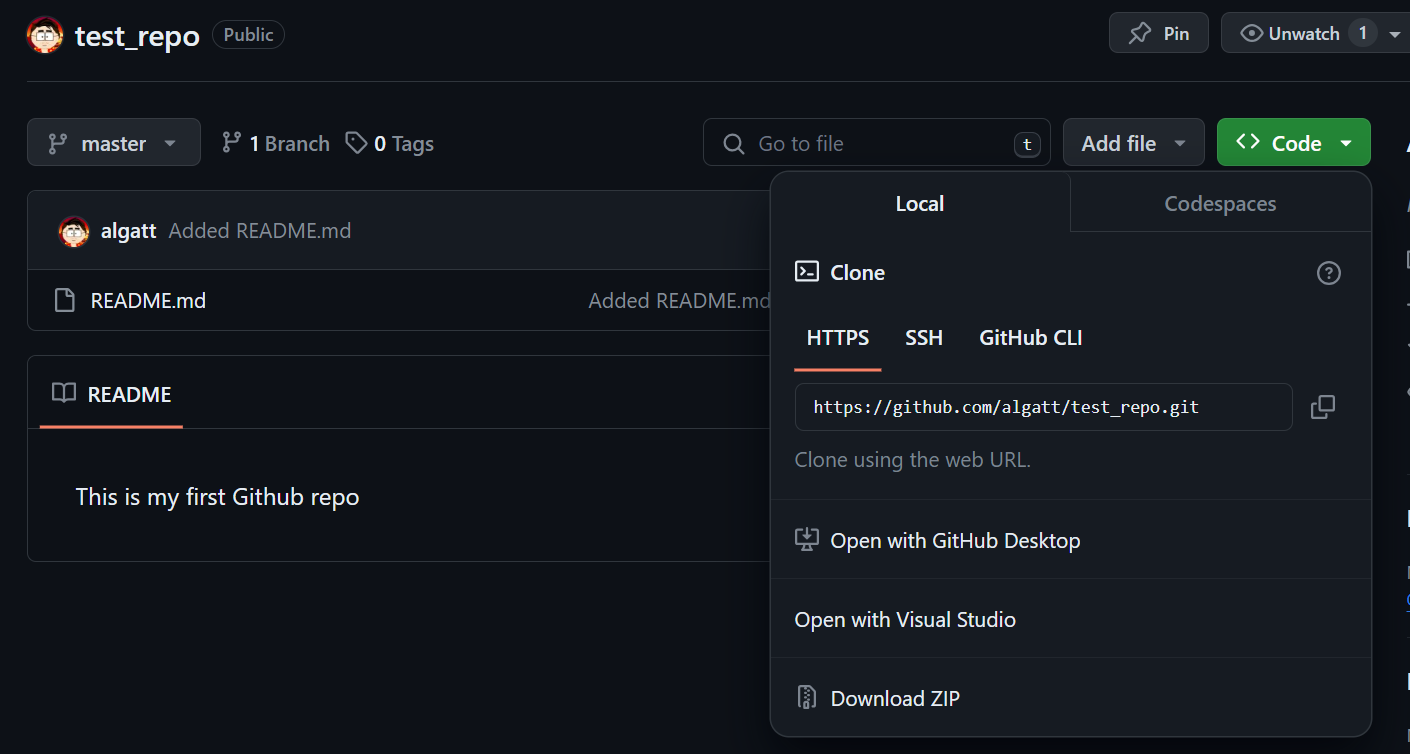 test_repo Public Pin Unwatch 1
master 1 Branch 0 Tags Go to file t Add file Code
algatt Added README.md
README.md Added README.md
README
This is my first Github repo
Local Codespaces
Clone
HTTPS SSH GitHub CLI
https://github.com/algatt/test_repo.git
Clone using the web URL.
Open with GitHub Desktop
Open with Visual Studio
Download ZIP